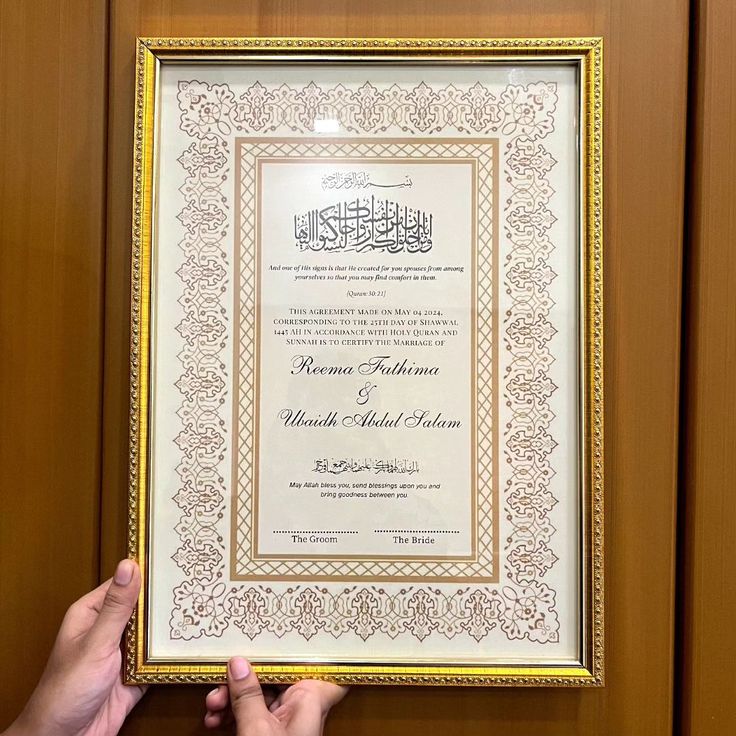 بسم الله الرحمن الرحيم
And one of His signs is that He created for you spouses from among
yourselves so that you may find comfort in them.
[Quran:30:21]
This agreement made on May 04 2024,
corresponding to the 25th day of Shawwal
1445 AH in accordance with Holy Quran and
Sunnah is to certify the Marriage of
Reema Fathima
&
Ubaidh Abdul Salam
May Allah bless you, send blessings upon you and
bring goodness between you.
The Groom
The Bride